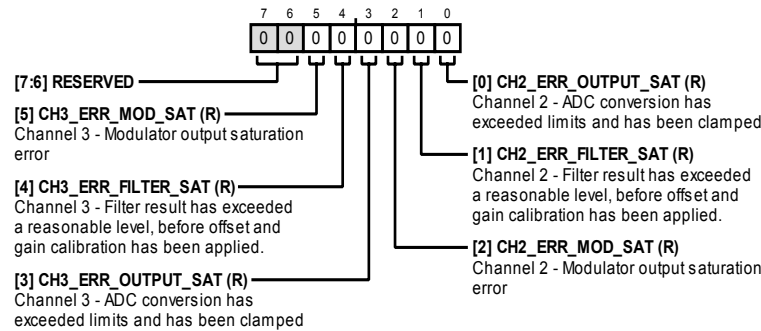 7 6 5 4 3 2 1 0
0 0 0 0 0 0 0 0
[7:6] RESERVED
[5] CH3_ERR_MOD_SAT (R)
Channel 3 - Modulator output saturation
error
[4] CH3_ERR_FILTER_SAT (R)
Channel 3 - Filter result has exceeded
a reasonable level, before offset and
gain calibration has been applied.
[3] CH3_ERR_OUTPUT_SAT (R)
Channel 3 - ADC conversion has
exceeded limits and has been clamped
[0] CH2_ERR_OUTPUT_SAT (R)
Channel 2 - ADC conversion has
exceeded limits and has been clamped
[1] CH2_ERR_FILTER_SAT (R)
Channel 2 - Filter result has exceeded
a reasonable level, before offset and
gain calibration has been applied.
[2] CH2_ERR_MOD_SAT (R)
Channel 2 - Modulator output saturation
error